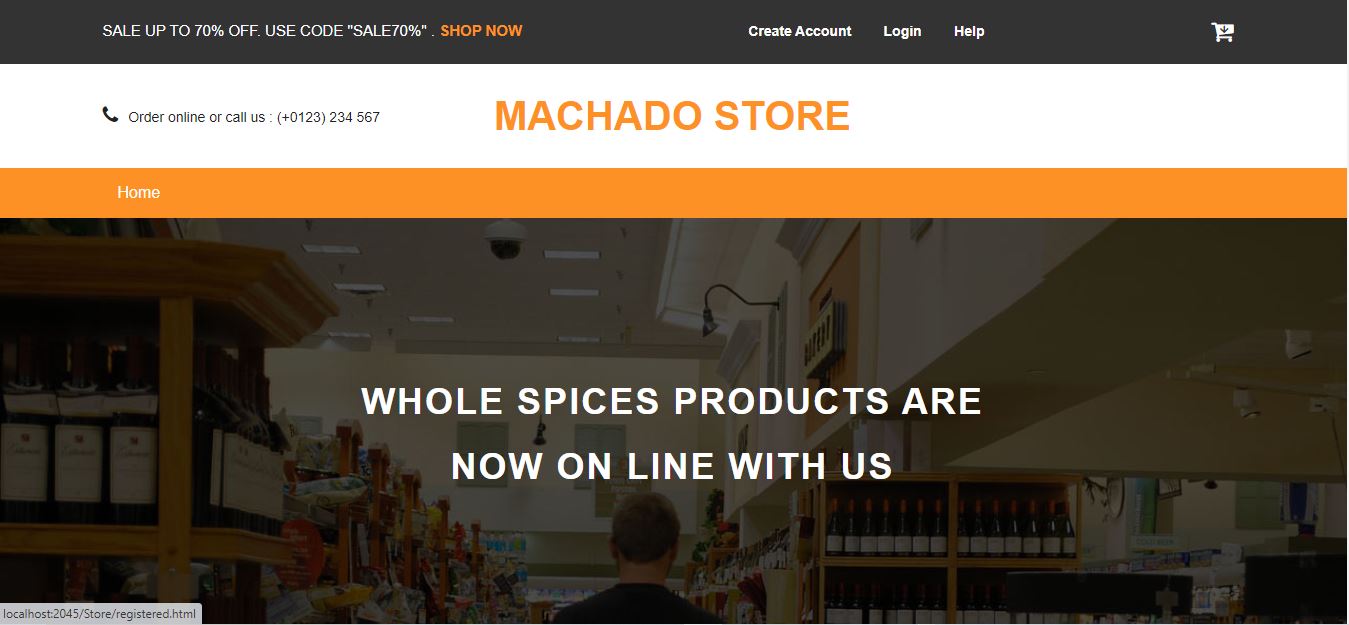 SALE UP TO 70% OFF. USE CODE "SALE70%" . SHOP NOW
Create Account Login Help
Order online or call us : (+0123) 234 567
MACHADO STORE
Home
WHOLE SPICES PRODUCTS ARE
NOW ON LINE WITH US
COLD BEER
localhost:2045/Store/registered.html